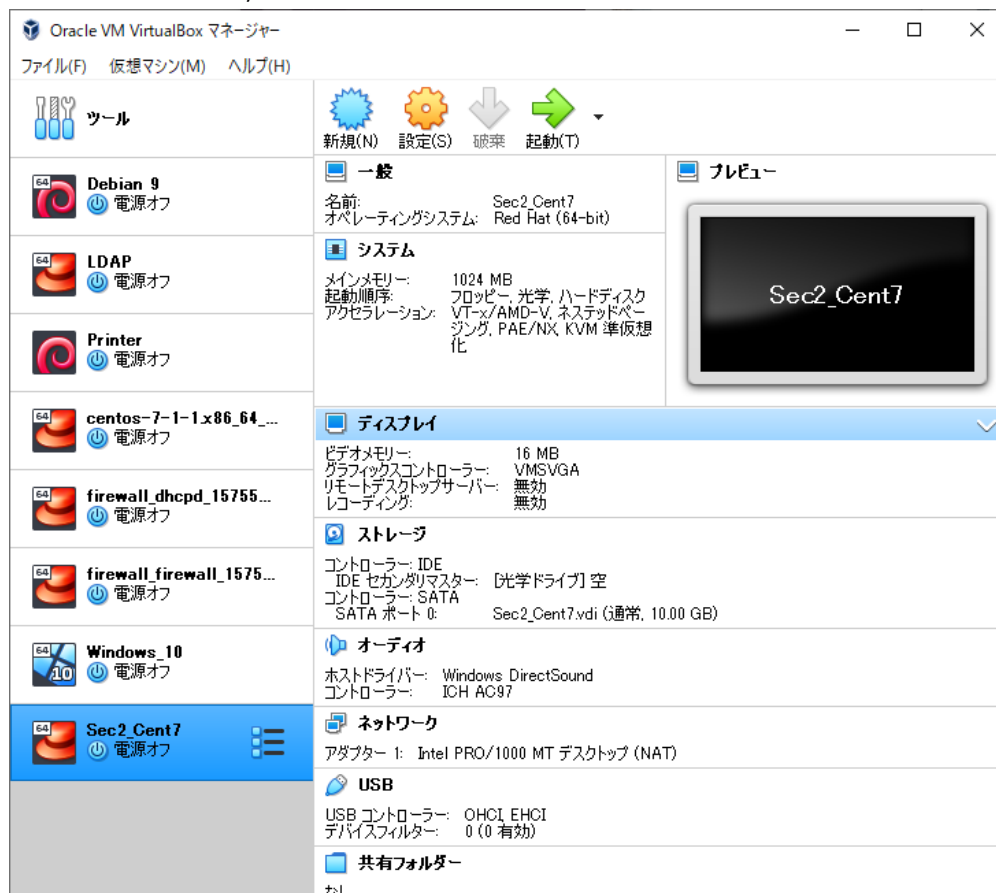 Oracle VM VirtualBox マネージャー
ファイル(F) 仮想マシン(M) ヘルプ(H)
ツール
新規(N) 設定(S) 破棄 起動(T)
64
Debian 9
電源オフ
64
LDAP
電源オフ
Printer
電源オフ
64
centos-7-1-1.x86_64_...
電源オフ
64
firewall_dhcpd_15755...
電源オフ
64
firewall_firewall_1575...
電源オフ
64
10
Windows_10
電源オフ
64
Sec2_Cent7
電源オフ
一般
名前: Sec2_Cent7
オペレーティングシステム: Red Hat (64-bit)
システム
メインメモリー: 1024 MB
起動順序: フロッピー, 光学, ハードディスク
アクセラレーション: VT-x/AMD-V, ネステッドペー
ジング, PAE/NX, KVM 準仮想
化
プレビュー
Sec2_Cent7
ディスプレイ
ビデオメモリー: 16 MB
グラフィックスコントローラー: VMSVGA
リモートデスクトップサーバー: 無効
レコーディング: 無効
ストレージ
コントローラー: IDE
IDE セカンダリマスター: [光学ドライブ] 空
コントローラー: SATA
SATA ポート 0: Sec2_Cent7.vdi (通常, 10.00 GB)
オーディオ
ホストドライバー: Windows DirectSound
コントローラー: ICH AC97
ネットワーク
アダプター 1: Intel PRO/1000 MT デスクトップ (NAT)
USB
USB コントローラー: OHCI, EHCI
デバイスフィルター: 0 (0 有効)
共有フォルダー